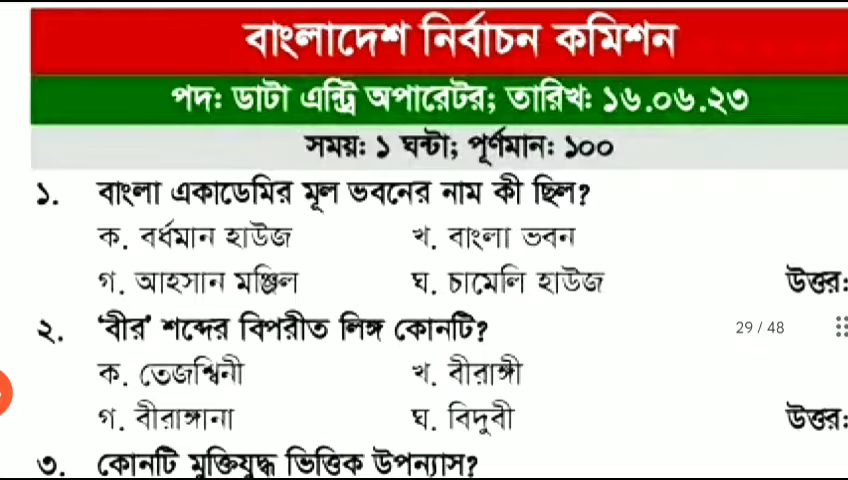 বাংলাদেশ নির্বাচন কমিশন
পদ: ডাটা এন্ট্রি অপারেটর; তারিখ: ১৬.০৬.২৩
সময়: ১ ঘন্টা; পূর্ণমান: ১০০
১. বাংলা একাডেমির মূল ভবনের নাম কী ছিল?
ক. বর্ধমান হাউজ খ. বাংলা ভবন
গ. আহসান মঞ্জিল ঘ. চামেলি হাউজ উত্তর:
২. ‘বীর’ শব্দের বিপরীত লিঙ্গ কোনটি?
29 / 48
ক. তেজস্বিনী খ. বীরাঙ্গী
গ. বীরাঙ্গানা ঘ. বিদুবী উত্তর:
৩. কোনটি মুক্তিযুদ্ধ ভিত্তিক উপন্যাস?